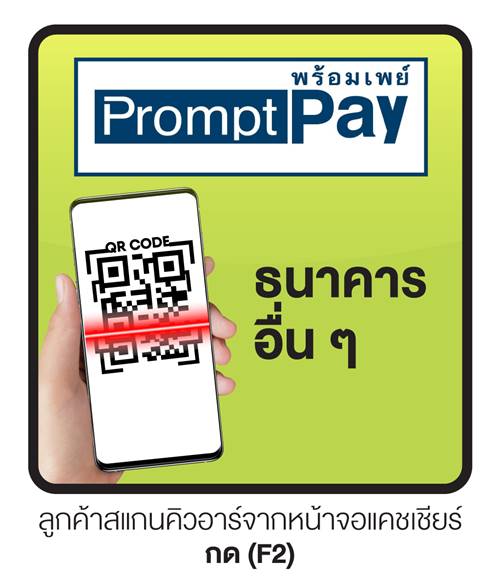 พร้อมเพย์
PromptPay
QR CODE
ธนาคาร
อื่น ๆ
ลูกค้าสแกนคิวอาร์จากหน้าจอแคชเชียร์
กด (F2)